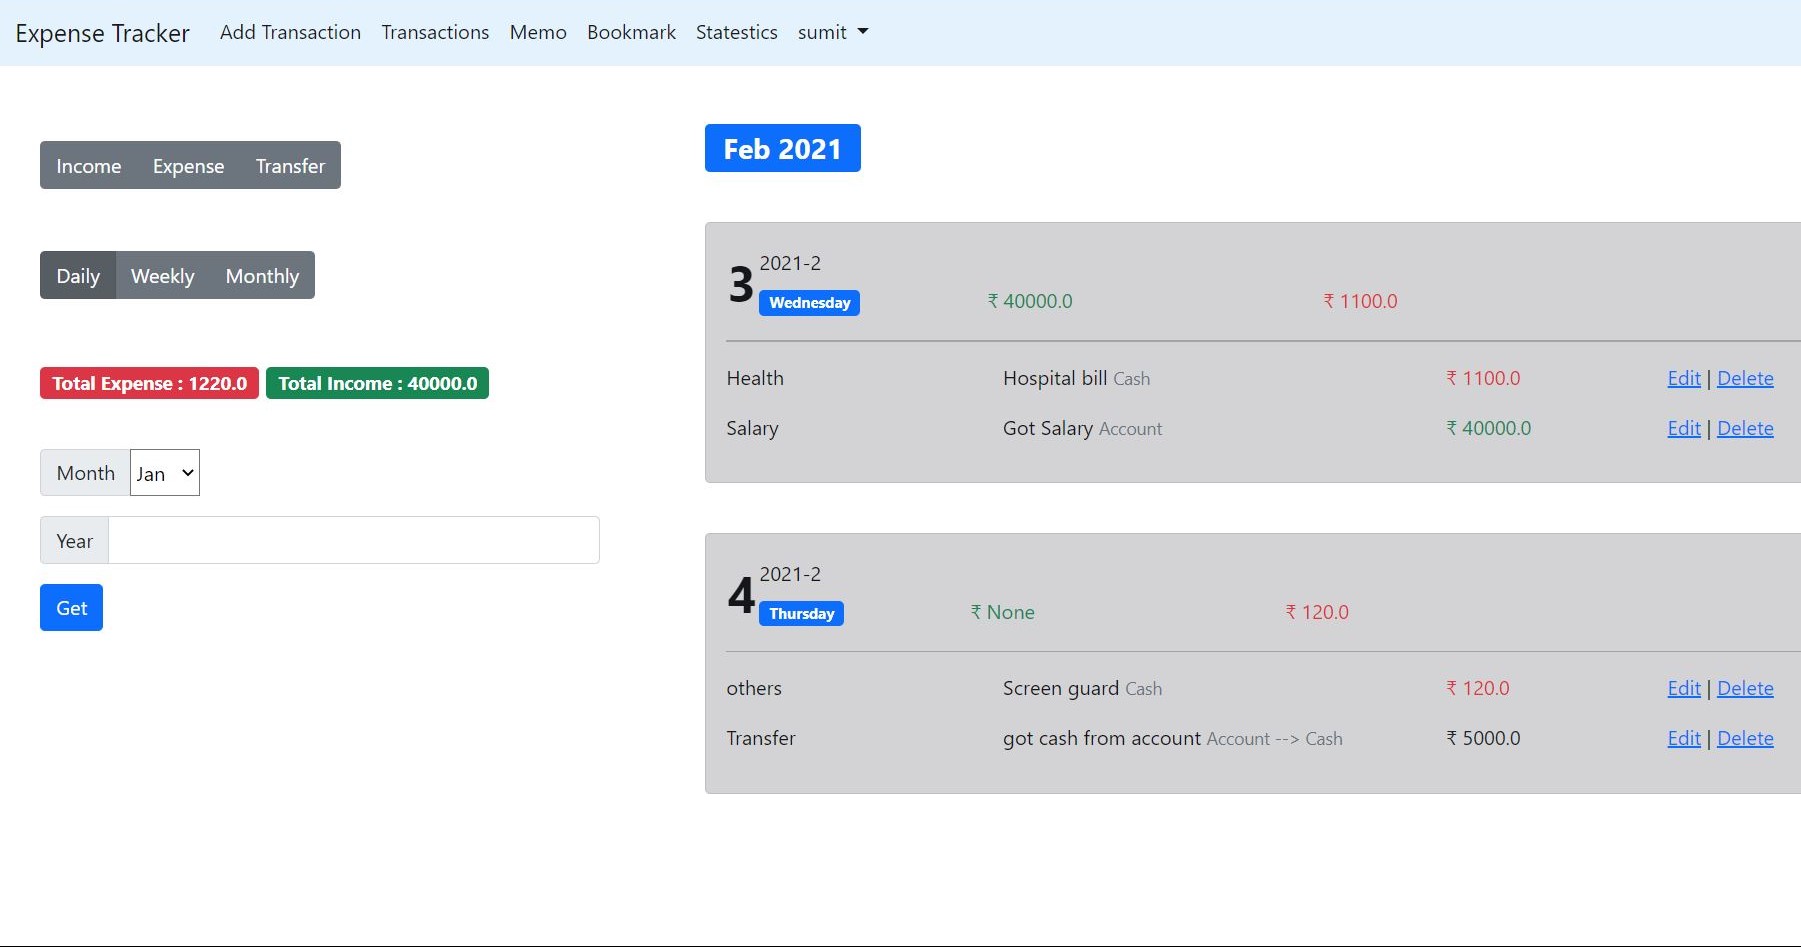 Expense Tracker Add Transaction Transactions Memo Bookmark Statestics sumit
Income Expense Transfer
Daily Weekly Monthly
Total Expense : 1220.0 Total Income : 40000.0
Month Jan
Year
Get
Feb 2021
3 2021-2
Wednesday ₹ 40000.0 ₹ 1100.0
Health Hospital bill Cash ₹ 1100.0 Edit | Delete
Salary Got Salary Account ₹ 40000.0 Edit | Delete
4 2021-2
Thursday ₹ None ₹ 120.0
others Screen guard Cash ₹ 120.0 Edit | Delete
Transfer got cash from account Account --> Cash ₹ 5000.0 Edit | Delete